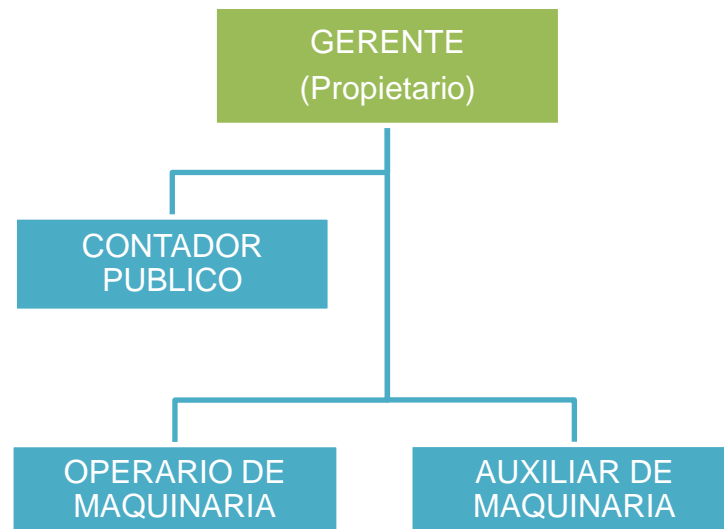 GERENTE
(Propietario)
CONTADOR
PUBLICO
OPERARIO DE
MAQUINARIA
AUXILIAR DE
MAQUINARIA